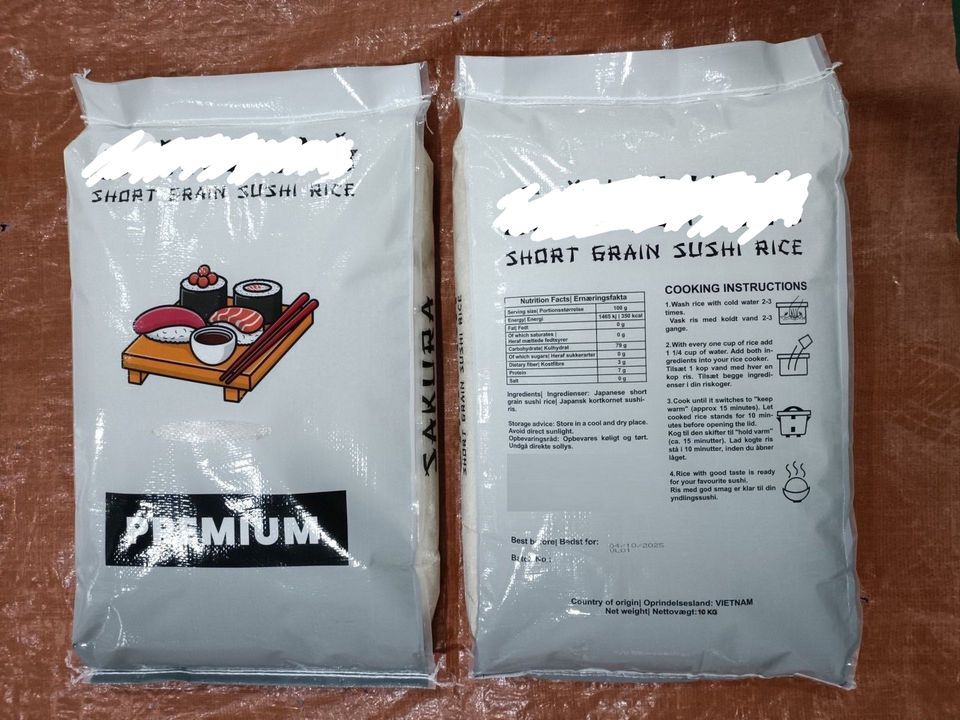 SHORT GRAIN SUSHI RICE
PREMIUM
SAKURA
SHORT GRAIN SUSHI RICE
SHORT GRAIN SUSHI RICE
Nutrition Facts| Ernæringsfakta
Serving size| Portionsstørrelse 100 g
Energy| Energi 1465 kj | 350 kcal
Fat| Fedt 0 g
Of which saturates | Heraf mættede fedtsyrer 0 g
Carbohydrate| Kulhydrat 79 g
Of which sugars| Heraf sukkerarter 0 g
Dietary fiber| Kostfibre 3 g
Protein 7 g
Salt 0 g
Ingredients| Ingredienser: Japanese short
grain sushi rice| Japansk kortkornet sushi-
ris.
Storage advice: Store in a cool and dry place.
Avoid direct sunlight.
Opbevaringsråd: Opbevares køligt og tørt.
Undgå direkte sollys.
Best before| Bedst før: 04/10/2025
VL01
Batch No.:
COOKING INSTRUCTIONS
1.Wash rice with cold water 2-3
times.
Vask ris med koldt vand 2-3
gange.
2.With every one cup of rice add
1 1/4 cup of water. Add both in-
gredients into your rice cooker.
Tilsæt 1 kop vand med hver en
kop ris. Tilsæt begge ingredi-
enser i din riskoger.
3.Cook until it switches to "keep
warm" (approx 15 minutes). Let
cooked rice stands for 10 min-
utes before opening the lid.
Kog til den skifter til "hold varm"
(ca. 15 minutter). Lad kogte ris
stå i 10 minutter, inden du åbner
låget.
4.Rice with good taste is ready
for your favourite sushi.
Ris med god smag er klar til din
yndlingssushi.
Country of origin| Oprindelsesland: VIETNAM
Net weight| Nettovægt: 10 KG